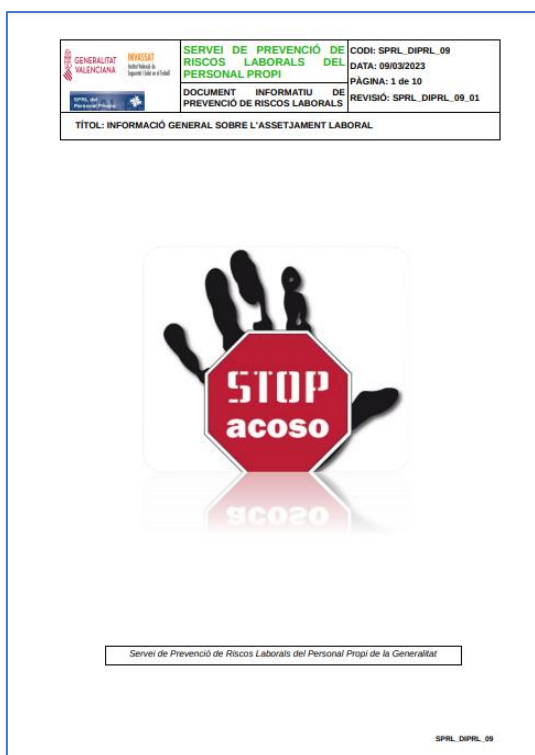 GENERALITAT
VALENCIANA
INVASSAT
SPRL del
Personal Propi
SERVEI DE PREVENCIÓ DE
RISCOS LABORALS DEL
PERSONAL PROPI
DOCUMENT INFORMATIU DE
PREVENCIÓ DE RISCOS LABORALS
CODI: SPRL_DIPRL_09
DATA: 09/03/2023
PÀGINA: 1 de 10
REVISIÓ: SPRL_DIPRL_09_01
TÍTOL: INFORMACIÓ GENERAL SOBRE L'ASSETJAMENT LABORAL
STOP
acoso
Servei de Prevenció de Riscos Laborals del Personal Propi de la Generalitat
SPRL_DIPRL_09